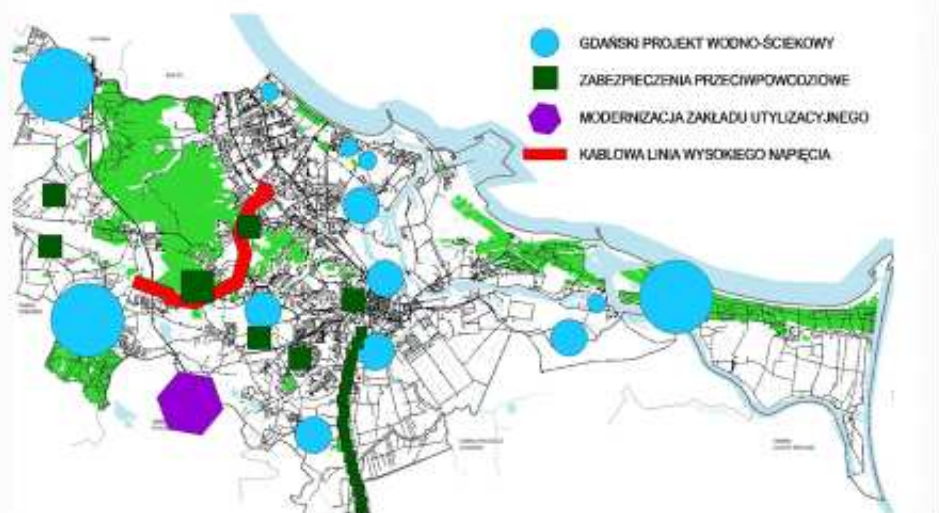 GDAŃSKI PROJEKT WODNO-ŚCIEKOWY
ZABEZPIECZENIA PRZECIWPOWODZIOWE
MODERNIZACJA ZAKŁADU UTYLIZACYJNEGO
KABLOWA LINIA WYSOKIEGO NAPIĘCIA